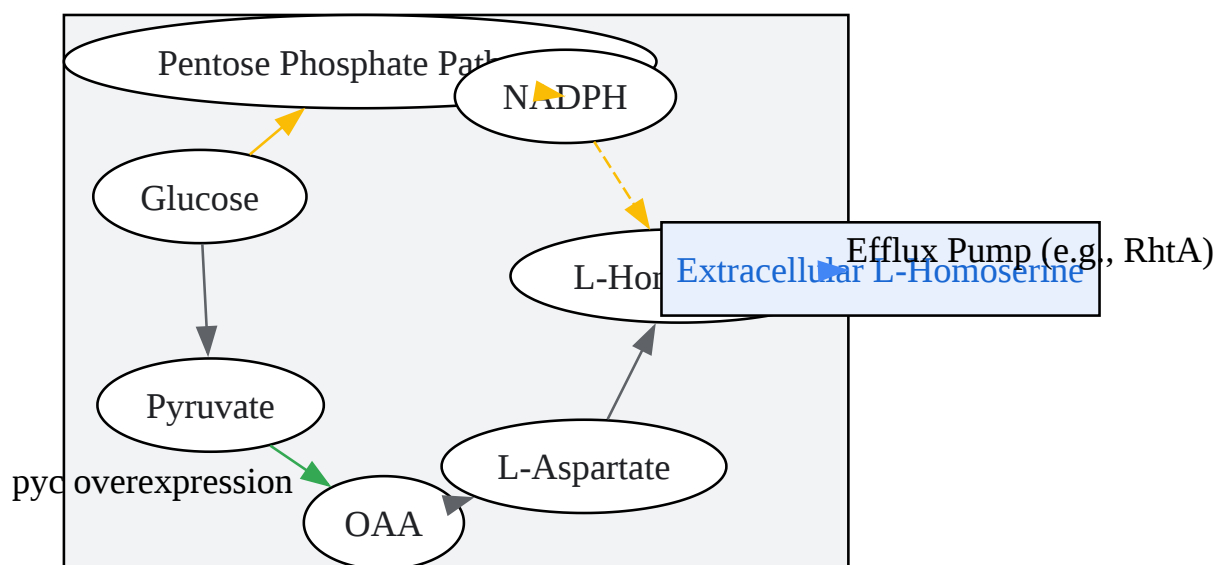 Pentose Phosphate Path
NADPH
Glucose
Efflux Pump (e.g., RhtA)
Extracellular L-Homoserine
L-Hom
Pyruvate
L-Aspartate
pyc overexpression
OAA